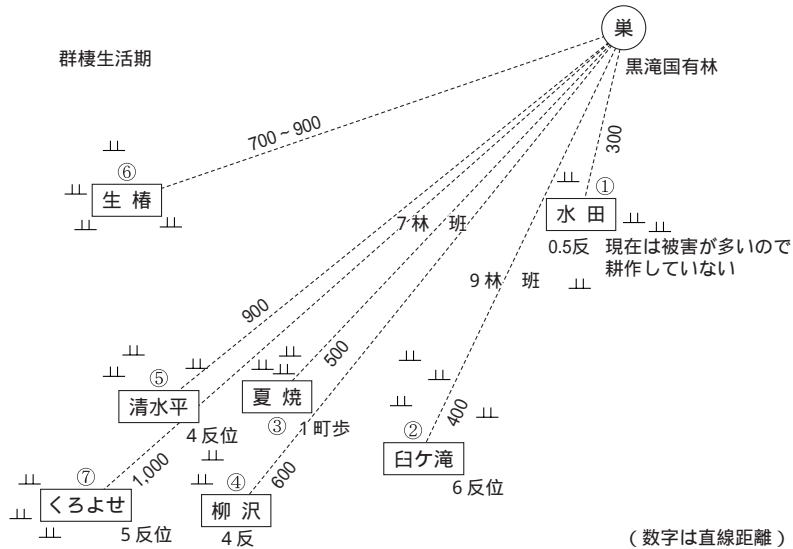 巣
群棲生活期
黒滝国有林
700~900
300
⑥
生 椿
①
水 田
7林 班
0.5反 現在は被害が多いので
耕作していない
9林 班
900
500
⑤
清水平
夏 焼
③ 1町歩
400
4反位
②
臼ケ滝
⑦
1,000
④
600
6反位
くろよせ
柳 沢
5反位
4反
(数字は直線距離)